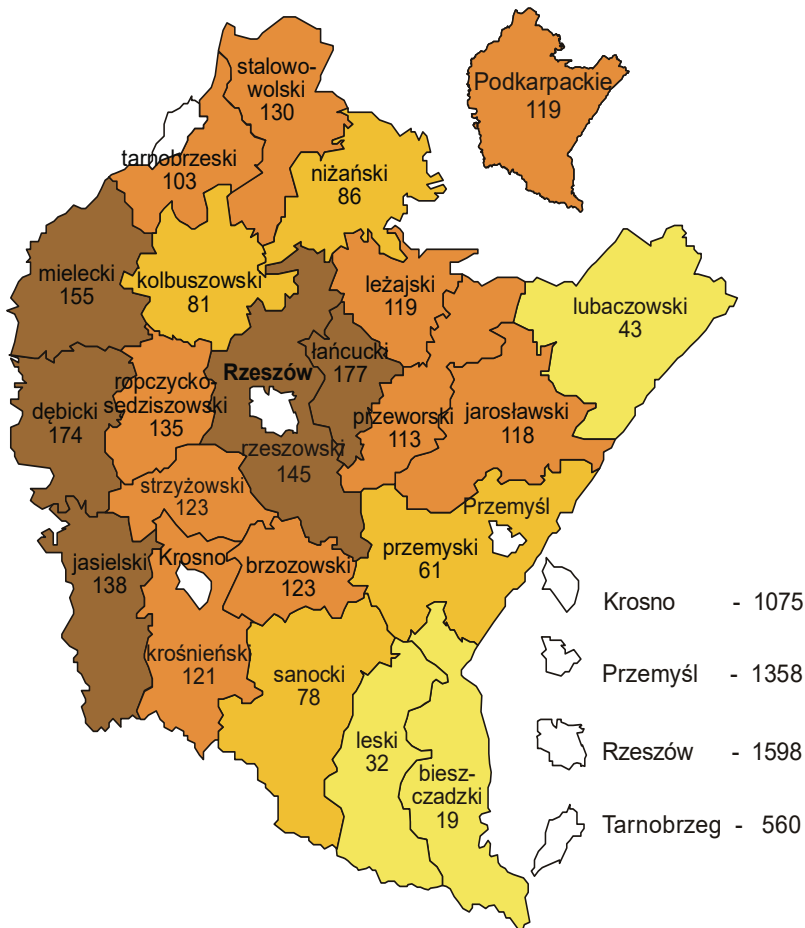 stalowo-
wolski
130
Podkarpackie
119
tarnobrzeski
103
niżański
86
mielecki
155
kolbuszowski
81
leżajski
119
lubaczowski
43
łańcucki
177
Rzeszów
ropczycko-
sędziszowski
135
dębicki
174
przeworski
113
jarosławski
118
rzeszowski
145
strzyżowski
123
Przemyśl
przemyski
61
jasielski
138
Krosno
brzozowski
123
krośnieński
121
sanocki
78
leski
32
biesz-
czadzki
19
Krosno - 1075
Przemyśl - 1358
Rzeszów - 1598
Tarnobrzeg - 560